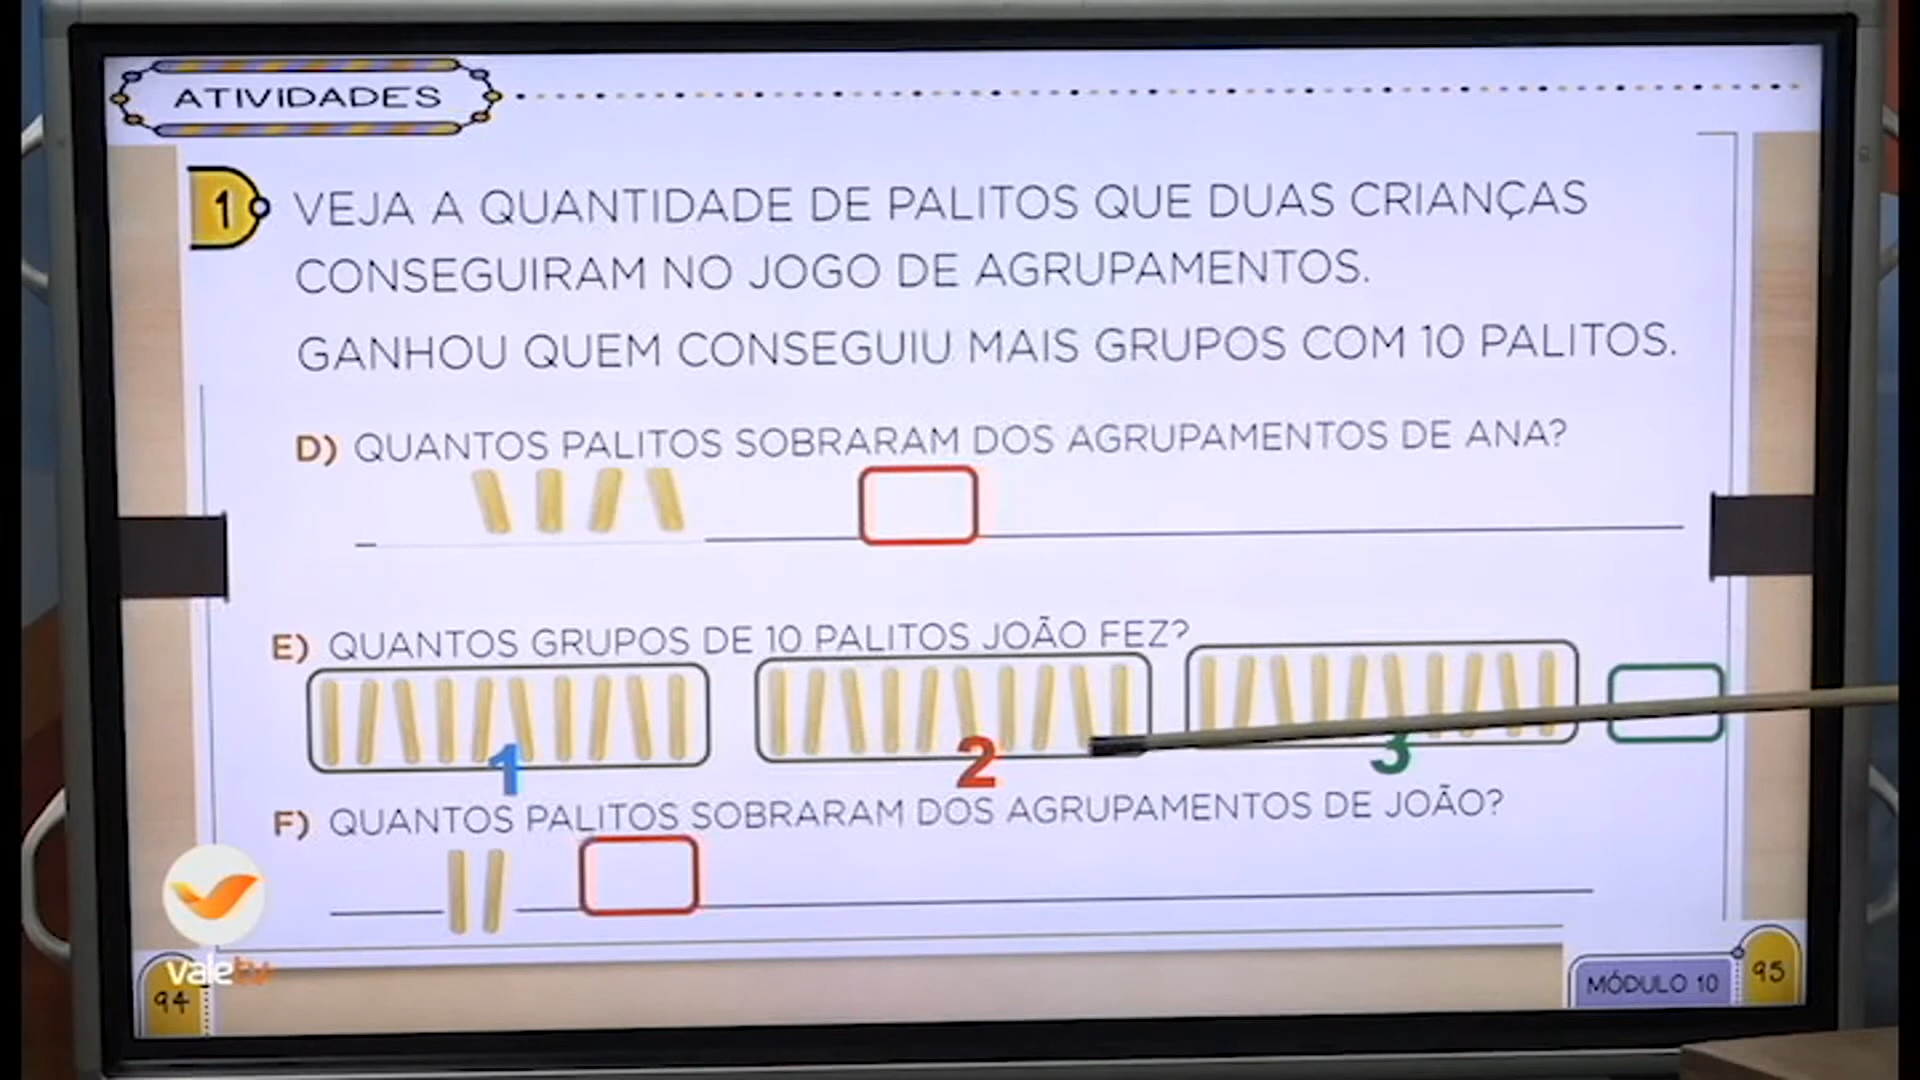 ATIVIDADES
1 VEJA A QUANTIDADE DE PALITOS QUE DUAS CRIANÇAS
CONSEGUIRAM NO JOGO DE AGRUPAMENTOS.
GANHOU QUEM CONSEGUIU MAIS GRUPOS COM 10 PALITOS.
D) QUANTOS PALITOS SOBRARAM DOS AGRUPAMENTOS DE ANA?
E) QUANTOS GRUPOS DE 10 PALITOS JOÃO FEZ?
1 2 3
F) QUANTOS PALITOS SOBRARAM DOS AGRUPAMENTOS DE JOÃO?
valetv
94
MÓDULO 10 95